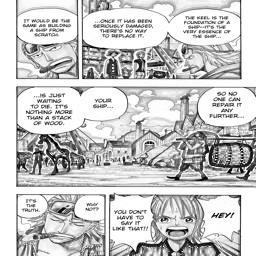 THE KEEL IS THE
FOUNDATION OF A
SHIP--IT'S THE
VERY ESSENCE
OF THE SHIP...
...ONCE IT HAS BEEN
SERIOUSLY DAMAGED,
THERE'S NO WAY
TO REPLACE IT.
IT WOULD BE THE
SAME AS BUILDING
A SHIP FROM
SCRATCH.
SO NO
ONE CAN
REPAIR IT
ANY
FURTHER...
YOUR
SHIP...
...IS JUST
WAITING TO
DIE. IT'S
NOTHING MORE
THAN A STACK
OF WOOD.
HEY!
YOU DON'T
HAVE TO SAY
IT LIKE
THAT!!
WHY
NOT?
IT'S
THE
TRUTH.